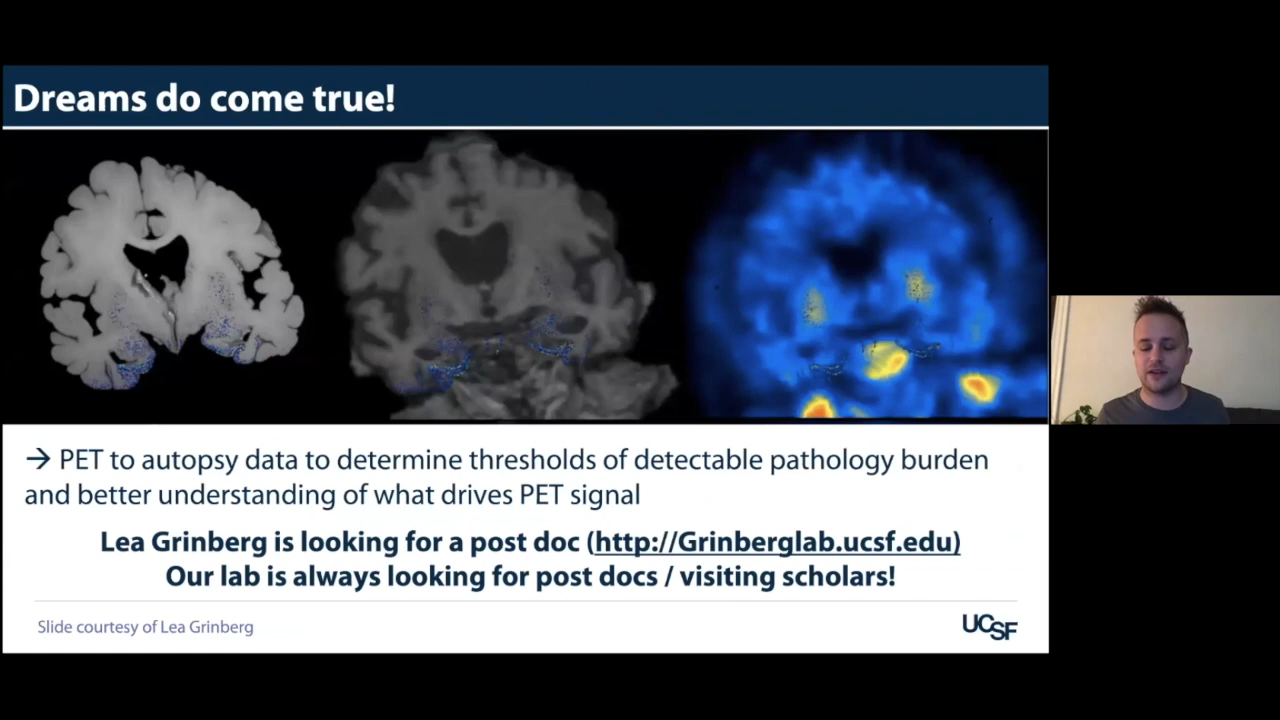 Dreams do come true!
→ PET to autopsy data to determine thresholds of detectable pathology burden
and better understanding of what drives PET signal
Lea Grinberg is looking for a post doc (http://Grinberglab.ucsf.edu)
Our lab is always looking for post docs / visiting scholars!
Slide courtesy of Lea Grinberg
UCSF